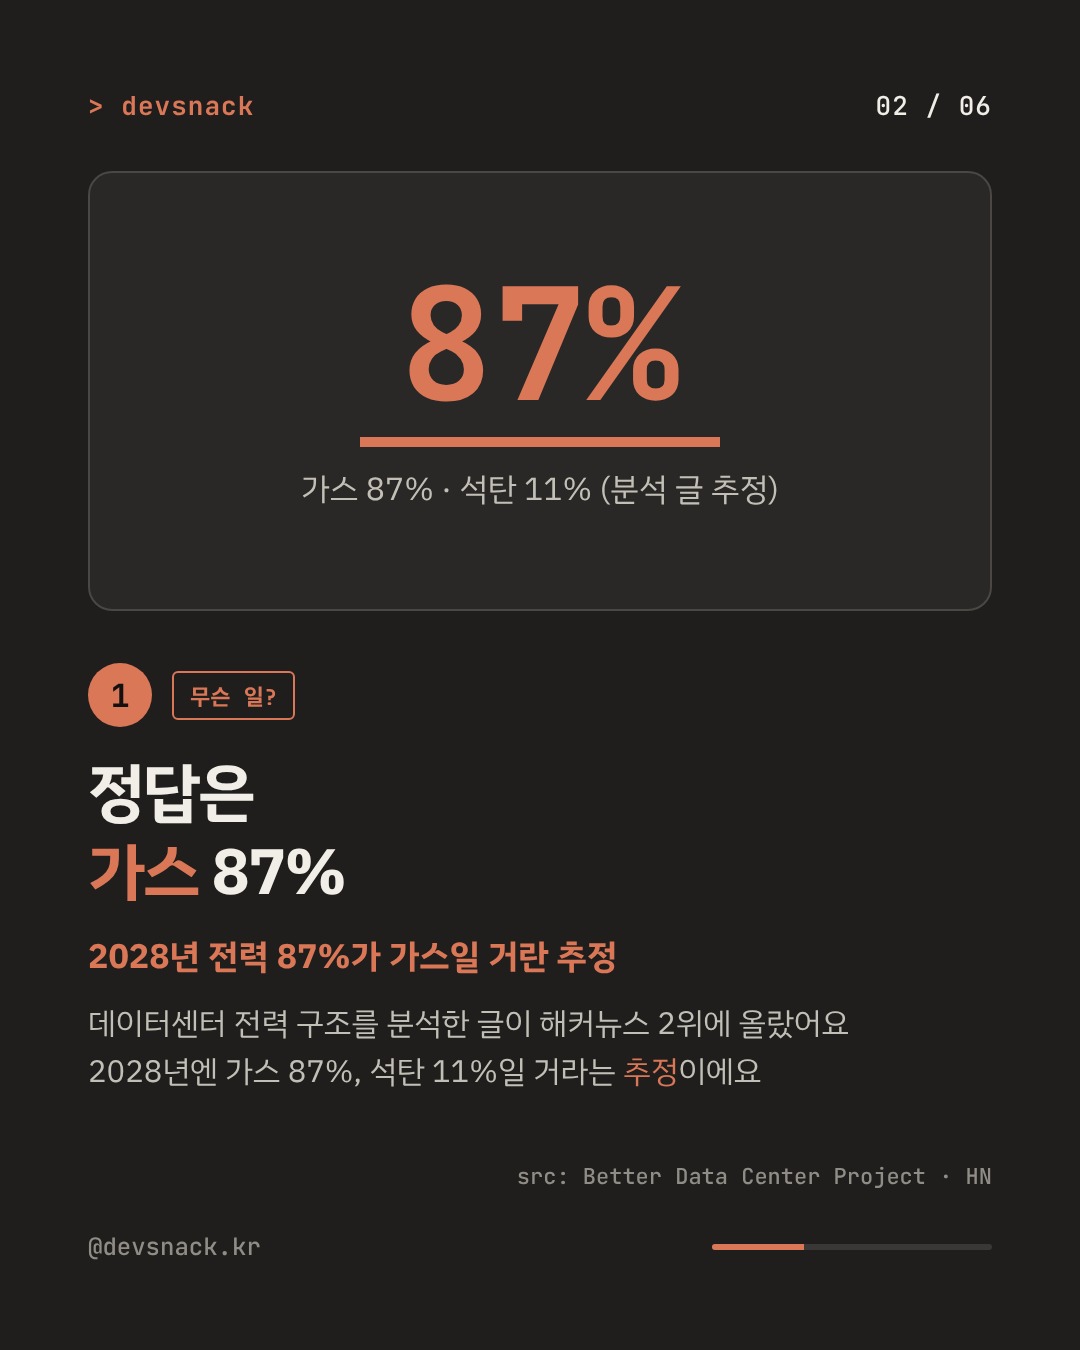 > devsnack
02 / 06
87%
가스 87% · 석탄 11% (분석 글 추정)
1
무슨 일?
정답은
가스 87%
2028년 전력 87%가 가스일 거란 추정
데이터센터 전력 구조를 분석한 글이 해커뉴스 2위에 올랐어요
2028년엔 가스 87%, 석탄 11%일 거라는 추정이에요
src: Better Data Center Project · HN
@devsnack.kr